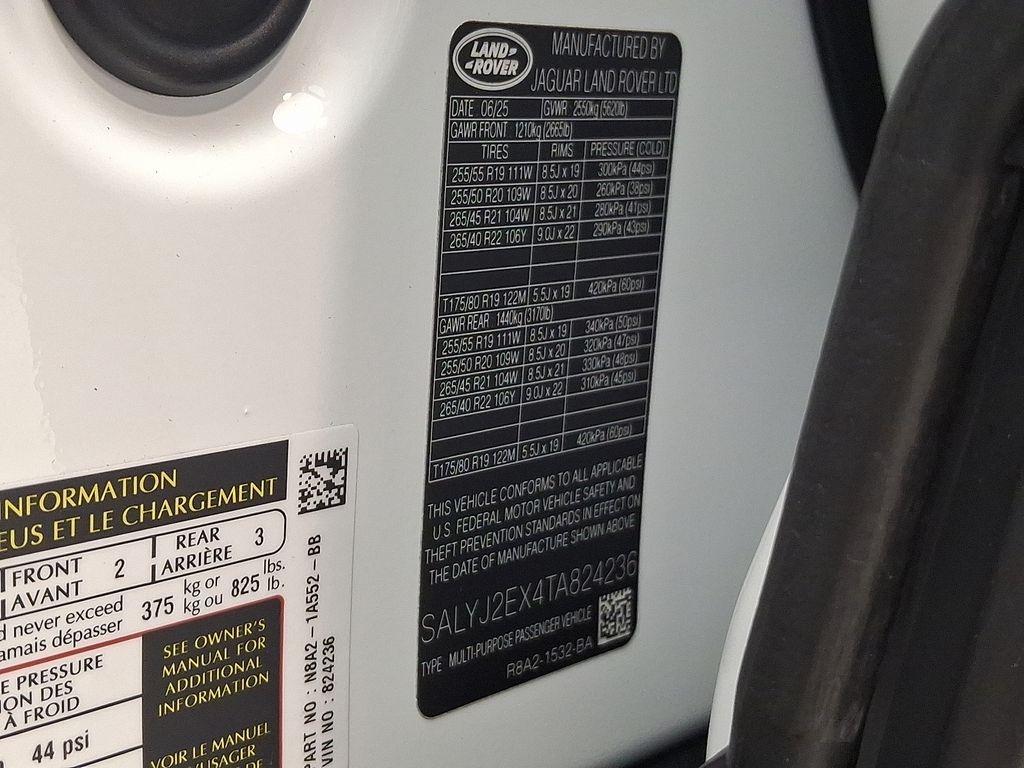 LAND-
-ROVER
MANUFACTURED BY
JAGUAR LAND ROVER LTD
DATE 06/25 GVWR 2550kg (5620lb)
GAWR FRONT 1210kg (2665lb)
TIRES RIMS PRESSURE (COLD)
255/55 R19 111W 8.5J x 19 300kPa (44psi)
255/50 R20 109W 8.5J x 20 260kPa (38psi)
265/45 R21 104W 8.5J x 21 280kPa (41psi)
265/40 R22 106Y 9.0J x 22 290kPa (43psi)
T175/80 R19 122M 5.5J x 19 420kPa (60psi)
GAWR REAR 1440kg (3170lb)
255/55 R19 111W 8.5J x 19 340kPa (50psi)
255/50 R20 109W 8.5J x 20 320kPa (47psi)
265/45 R21 104W 8.5J x 21 330kPa (48psi)
265/40 R22 106Y 9.0J x 22 310kPa (45psi)
T175/80 R19 122M 5.5J x 19 420kPa (60psi)
THIS VEHICLE CONFORMS TO ALL APPLICABLE
U.S. FEDERAL MOTOR VEHICLE SAFETY AND
THEFT PREVENTION STANDARDS IN EFFECT ON
THE DATE OF MANUFACTURE SHOWN ABOVE
SALYJ2EX4TA824236
TYPE MULTI-PURPOSE PASSENGER VEHICLE
R8A2-1532-BA
INFORMATION
EUS ET LE CHARGEMENT
FRONT 2 REAR 3
AVANT ARRIÈRE
d never exceed 375 kg or 825 lbs.
amais dépasser kg ou lb.
E PRESSURE
ION DES
À FROID
44 psi
SEE OWNER'S
MANUAL FOR
ADDITIONAL
INFORMATION
VOIR LE MANUEL
USAGER
DE
PART NO : N8A2-1A552-BB
VIN NO : 824236